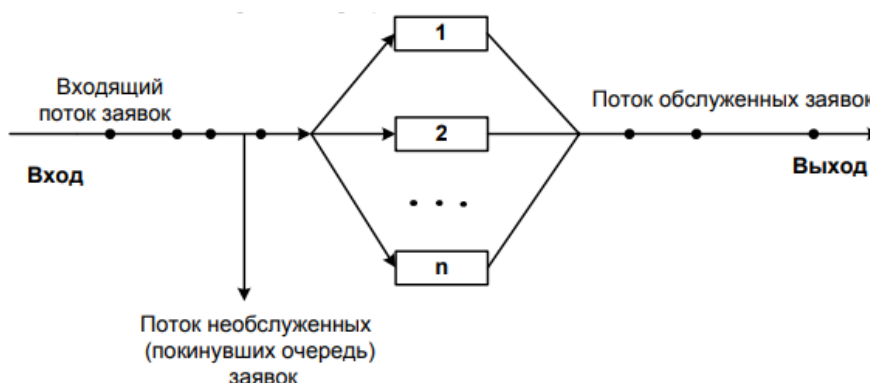 1
Входящий
поток заявок
Поток обслуженных заявок
2
Вход
Выход
. . .
n
Поток необслуженных
(покинувших очередь)
заявок